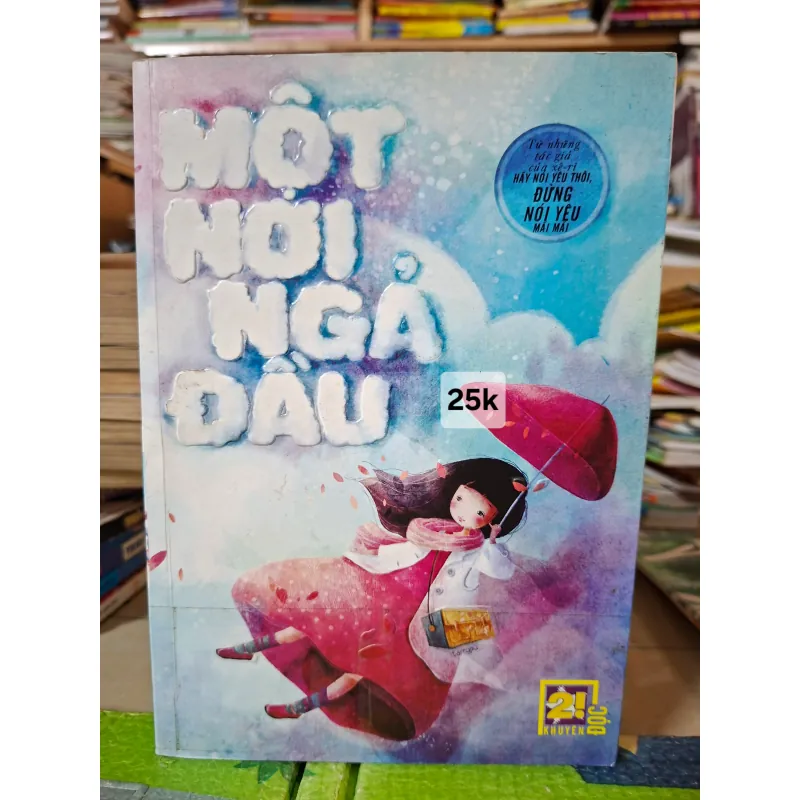 MỘT
NƠI
NGẢ
ĐẦU
Từ những
tác giả
của xê-ri
HÃY NÓI YÊU THÔI,
ĐỪNG
NÓI YÊU
MÃI MÃI
25k
2!
KHUYÊN
ĐỌC